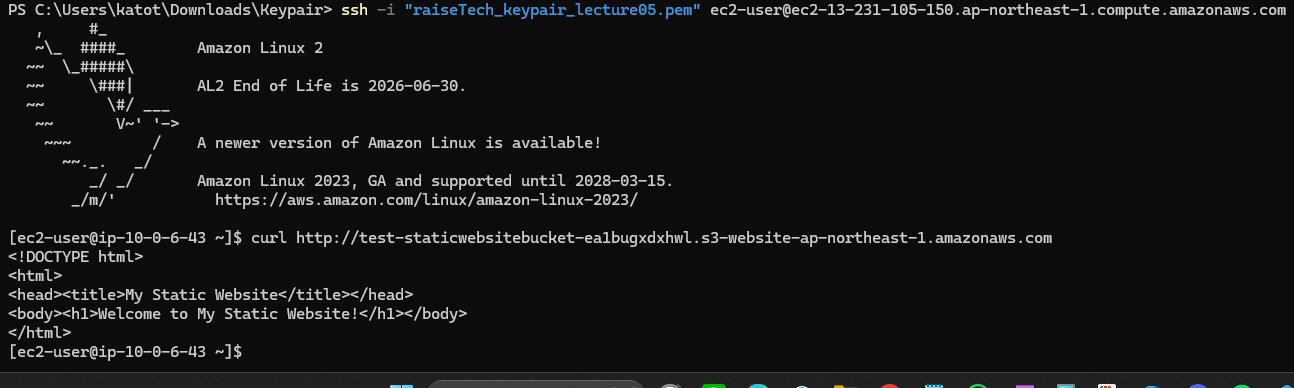 PS C:\Users\katot\Downloads\Keypair> ssh -i "raiseTech_keypair_lecture05.pem" ec2-user@ec2-13-231-105-150.ap-northeast-1.compute.amazonaws.com
   ,     #_
   ~\_  ####_        Amazon Linux 2
  ~~  \_#####\
  ~~     \###|       AL2 End of Life is 2026-06-30.
  ~~       \#/ ___
   ~~       V~' '->
    ~~~         /    A newer version of Amazon Linux is available!
      ~~._.   _/
         _/ _/       Amazon Linux 2023, GA and supported until 2028-03-15.
       _/m/'           https://aws.amazon.com/linux/amazon-linux-2023/
[ec2-user@ip-10-0-6-43 ~]$ curl http://test-staticwebsitebucket-ea1bugxdxhwl.s3-website-ap-northeast-1.amazonaws.com
<!DOCTYPE html>
<html>
<head><title>My Static Website</title></head>
<body><h1>Welcome to My Static Website!</h1></body>
</html>
[ec2-user@ip-10-0-6-43 ~]$